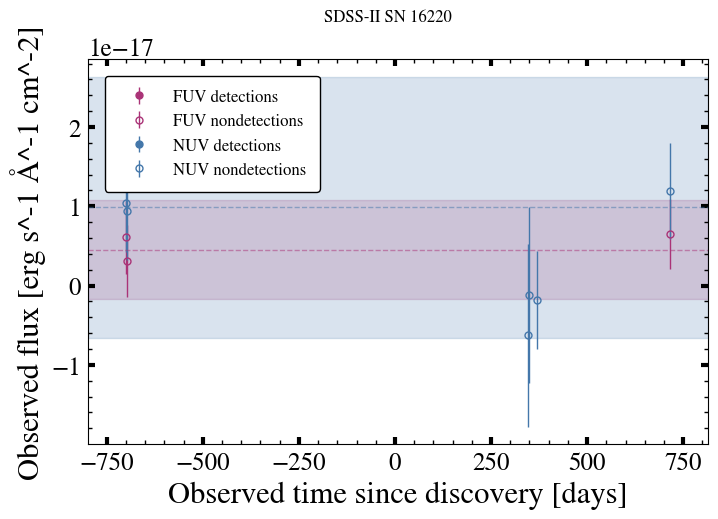 SDSS-II SN 16220
1e−17
FUV detections
FUV nondetections
NUV detections
NUV nondetections
2
1
0
−1
Observed flux [erg s^-1 Å^-1 cm^-2]
−750 −500 −250 0 250 500 750
Observed time since discovery [days]